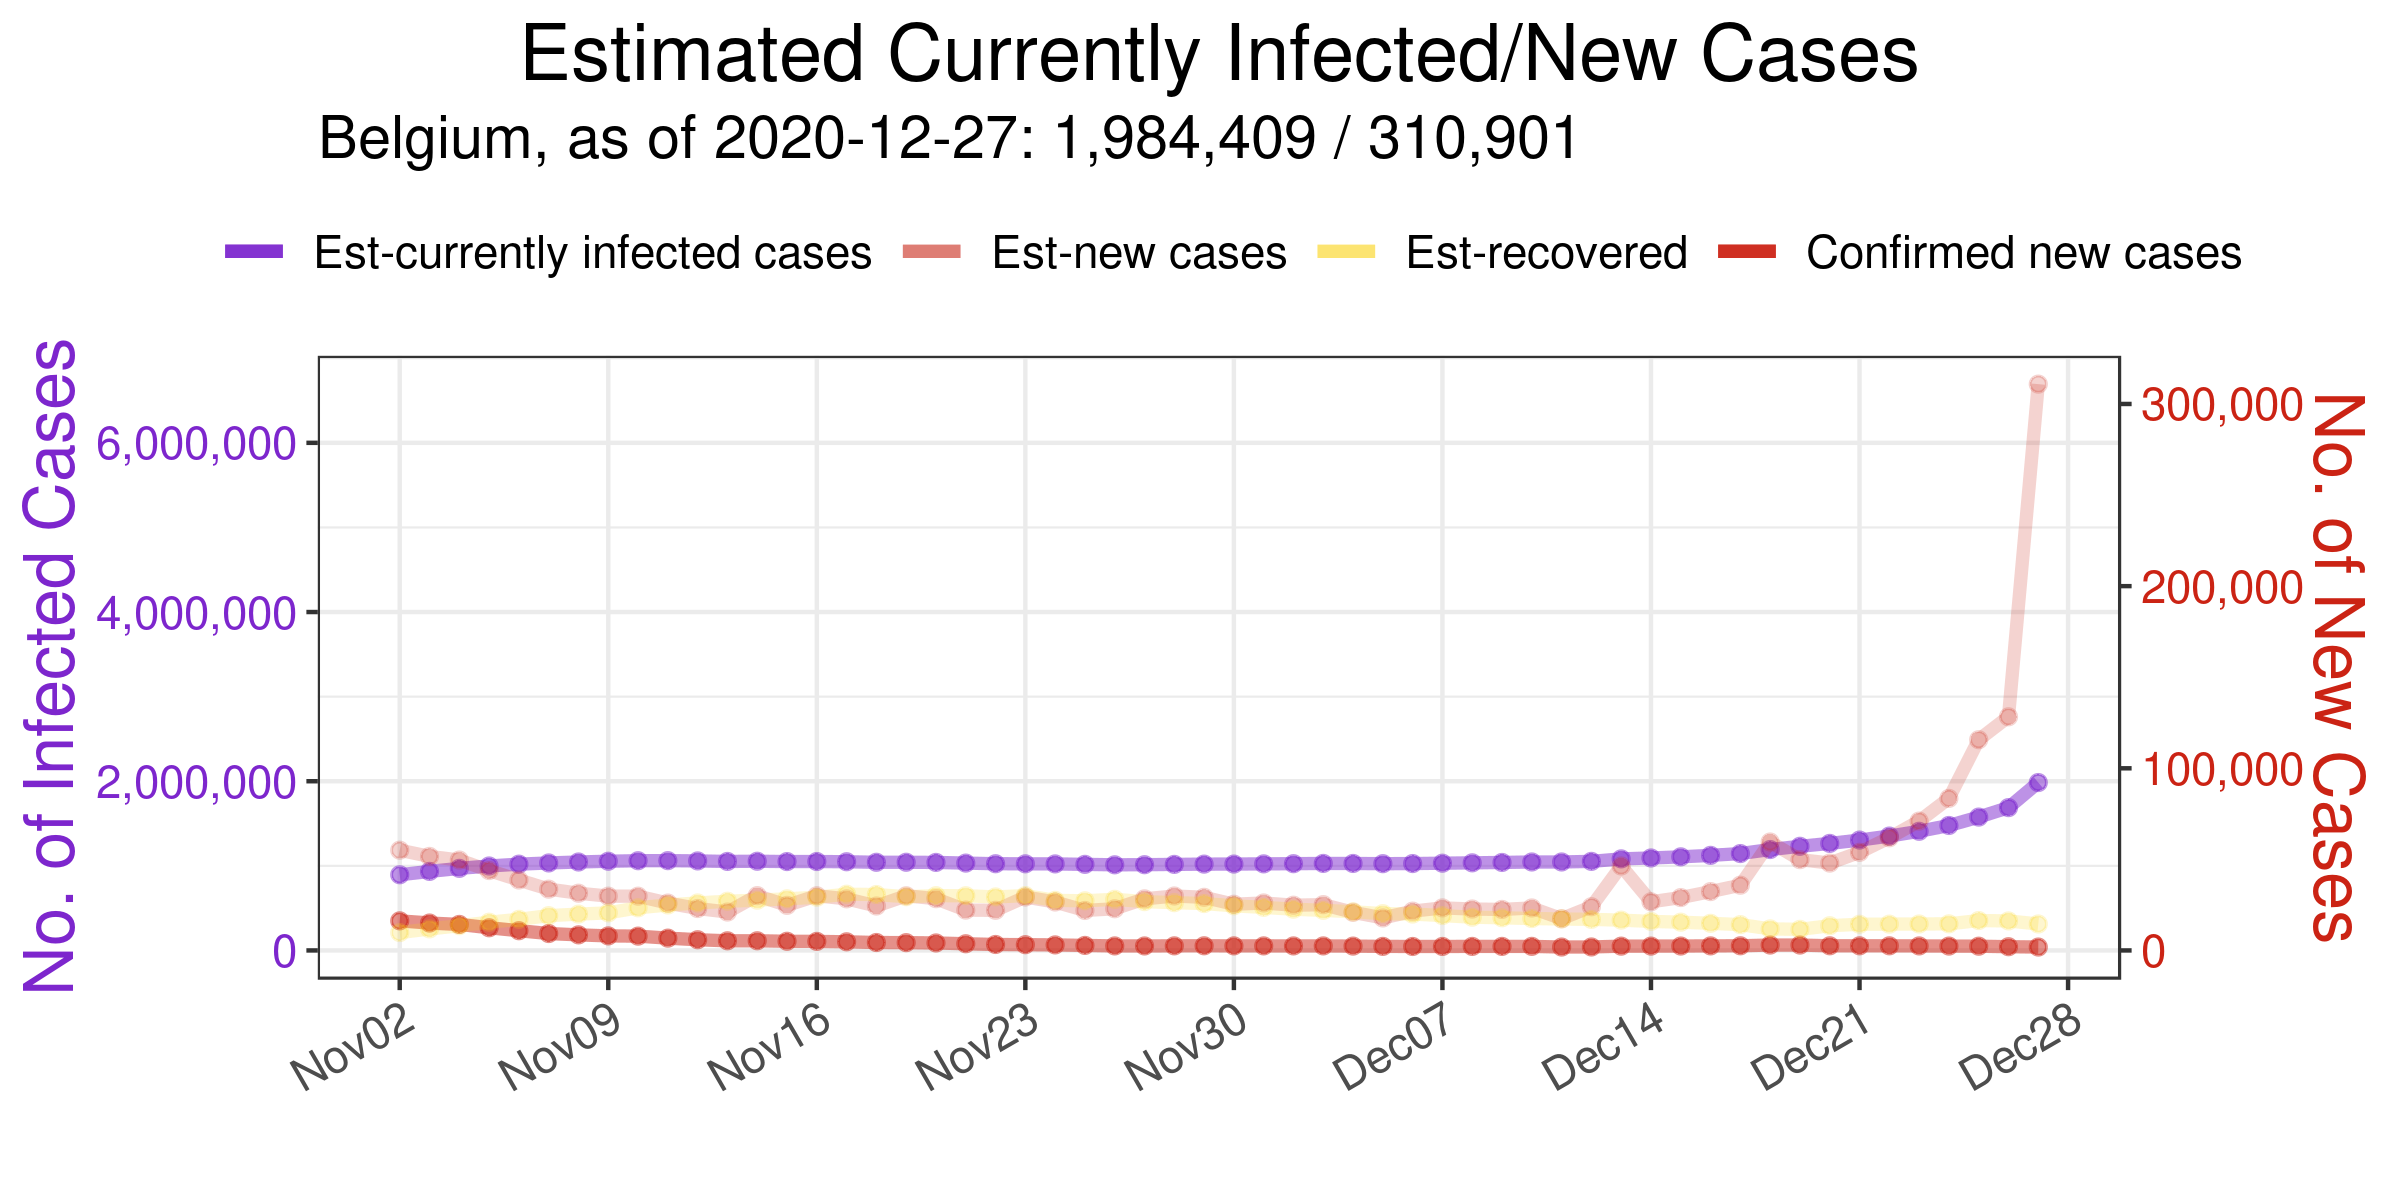 Estimated Currently Infected/New Cases
Belgium, as of 2020-12-27: 1,984,409 / 310,901
Est-currently infected cases Est-new cases Est-recovered Confirmed new cases
No. of Infected Cases
6,000,000
4,000,000
2,000,000
0
300,000
200,000
100,000
0
No. of New Cases
Nov02 Nov09 Nov16 Nov23 Nov30 Dec07 Dec14 Dec21 Dec28